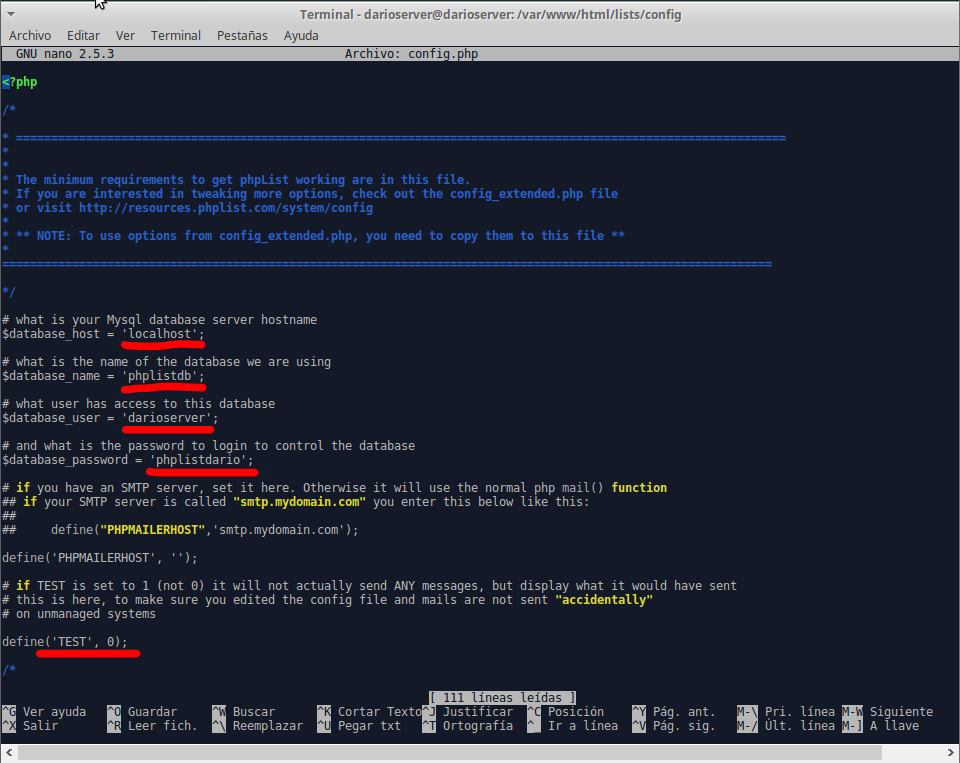 Terminal - darioserver@darioserver: /var/www/html/lists/config
Archivo Editar Ver Terminal Pestañas Ayuda
GNU nano 2.5.3 Archivo: config.php
<?php
/*
* ==============================================================================================================
*
*
* The minimum requirements to get phpList working are in this file.
* If you are interested in tweaking more options, check out the config_extended.php file
* or visit http://resources.phplist.com/system/config
*
* ** NOTE: To use options from config_extended.php, you need to copy them to this file **
*
==============================================================================================================
*/
# what is your Mysql database server hostname
$database_host = 'localhost';
# what is the name of the database we are using
$database_name = 'phplistdb';
# what user has access to this database
$database_user = 'darioserver';
# and what is the password to login to control the database
$database_password = 'phplistdario';
# if you have an SMTP server, set it here. Otherwise it will use the normal php mail() function
## if your SMTP server is called "smtp.mydomain.com" you enter this below like this:
##
##     define("PHPMAILERHOST",'smtp.mydomain.com');
define('PHPMAILERHOST', '');
# if TEST is set to 1 (not 0) it will not actually send ANY messages, but display what it would have sent
# this is here, to make sure you edited the config file and mails are not sent "accidentally"
# on unmanaged systems
define('TEST', 0);
/*
[ 111 líneas leídas ]
^G Ver ayuda ^O Guardar ^W Buscar ^K Cortar Texto ^J Justificar ^C Posición ^Y Pág. ant. M-\ Pri. línea M-W Siguiente
^X Salir ^R Leer fich. ^\ Reemplazar ^U Pegar txt ^T Ortografía ^_ Ir a línea ^V Pág. sig. M-/ Últ. línea M-] A llave